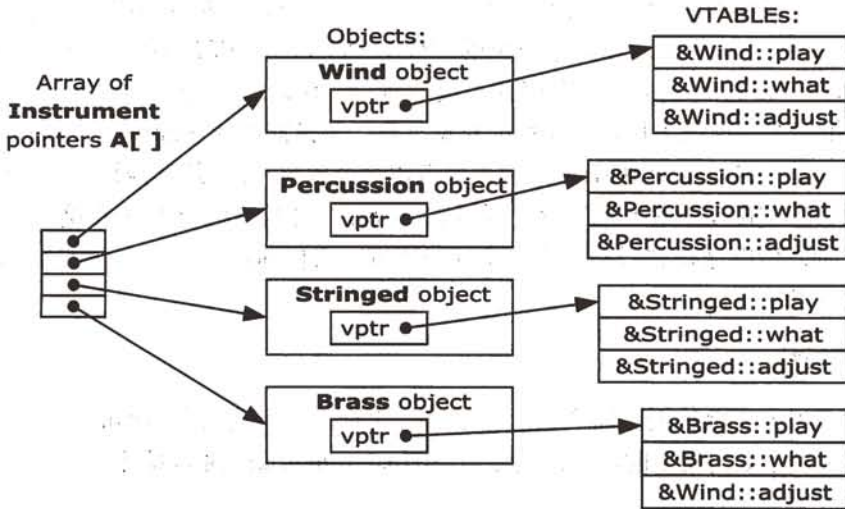 Array of
Instrument
pointers A[ ]
Objects:
Wind object
vptr
Percussion object
vptr
Stringed object
vptr
Brass object
vptr
VTABLEs:
&Wind::play
&Wind::what
&Wind::adjust
&Percussion::play
&Percussion::what
&Percussion::adjust
&Stringed::play
&Stringed::what
&Stringed::adjust
&Brass::play
&Brass::what
&Wind::adjust